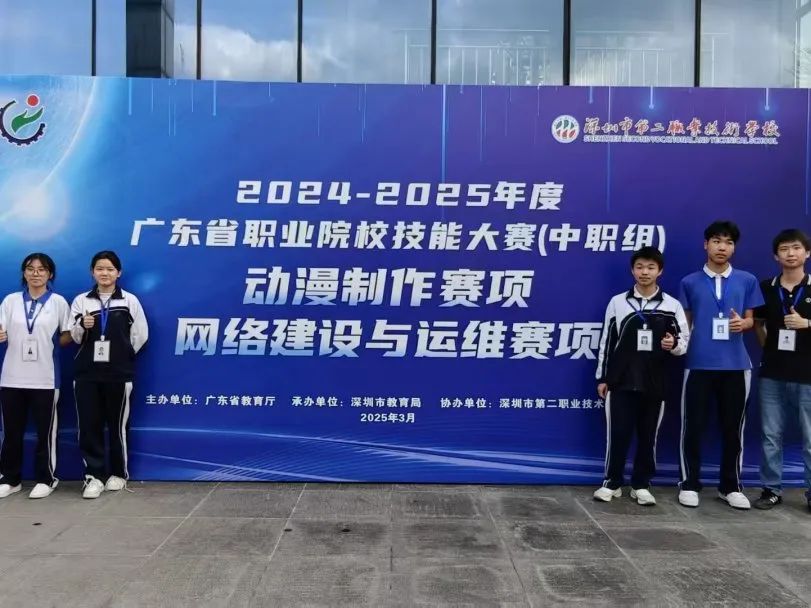 深圳市第二职业技术学校
SHENZHEN SECOND VOCATIONAL AND TECHNICAL SCHOOL
2024-2025年度
广东省职业院校技能大赛(中职组)
动漫制作赛项
网络建设与运维赛项
主办单位：广东省教育厅 承办单位：深圳市教育局 协办单位：深圳市第二职业技术
2025年3月